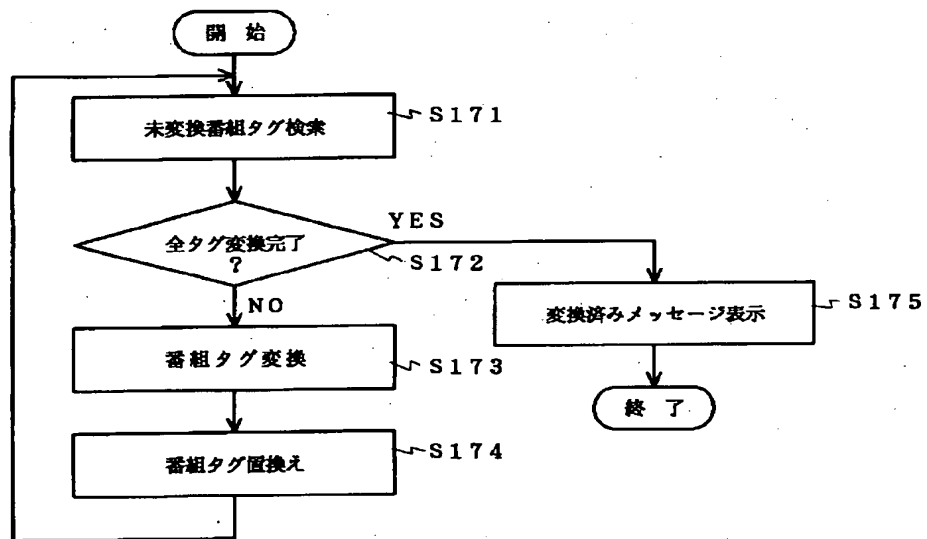 開 始
未変換番組タグ検索
S171
全タグ変換完了
?
YES
S172
NO
変換済みメッセージ表示
S175
番組タグ変換
S173
終 了
番組タグ置換え
S174